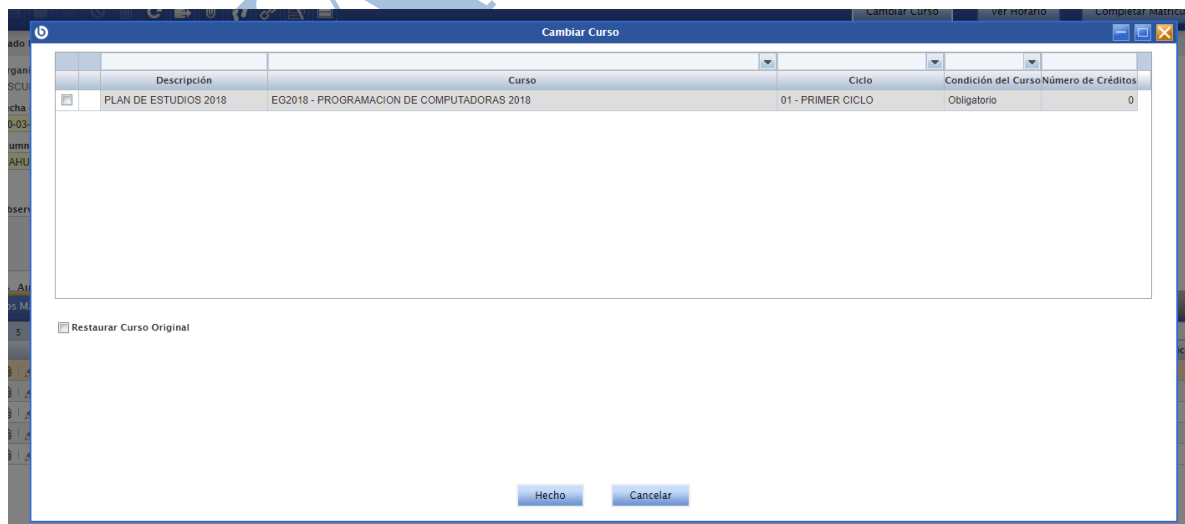 Cambiar Curso Ver Horario
Cambiar Curso
Descripción Curso Ciclo Condición del Curso Número de Créditos
PLAN DE ESTUDIOS 2018 EG2018 - PROGRAMACION DE COMPUTADORAS 2018 01 - PRIMER CICLO Obligatorio 0
Restaurar Curso Original
5
Hecho Cancelar